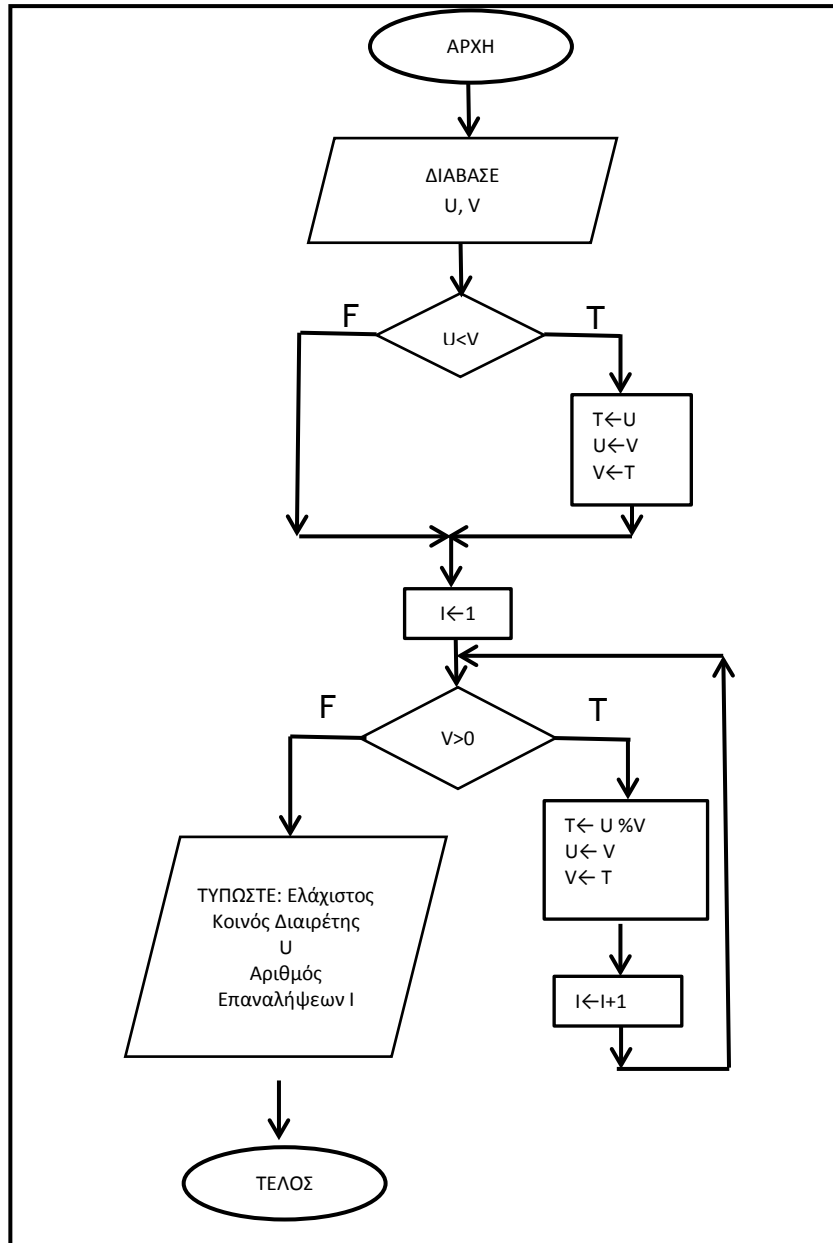 ΑΡΧΗ
ΔΙΑΒΑΣΕ
U, V
F
T
U<V
T←U
U←V
V←T
I←1
F
T
V>0
T← U %V
U← V
V← T
ΤΥΠΩΣΤΕ: Ελάχιστος
Κοινός Διαιρέτης
U
Αριθμός
Επαναλήψεων I
I←I+1
ΤΕΛΟΣ